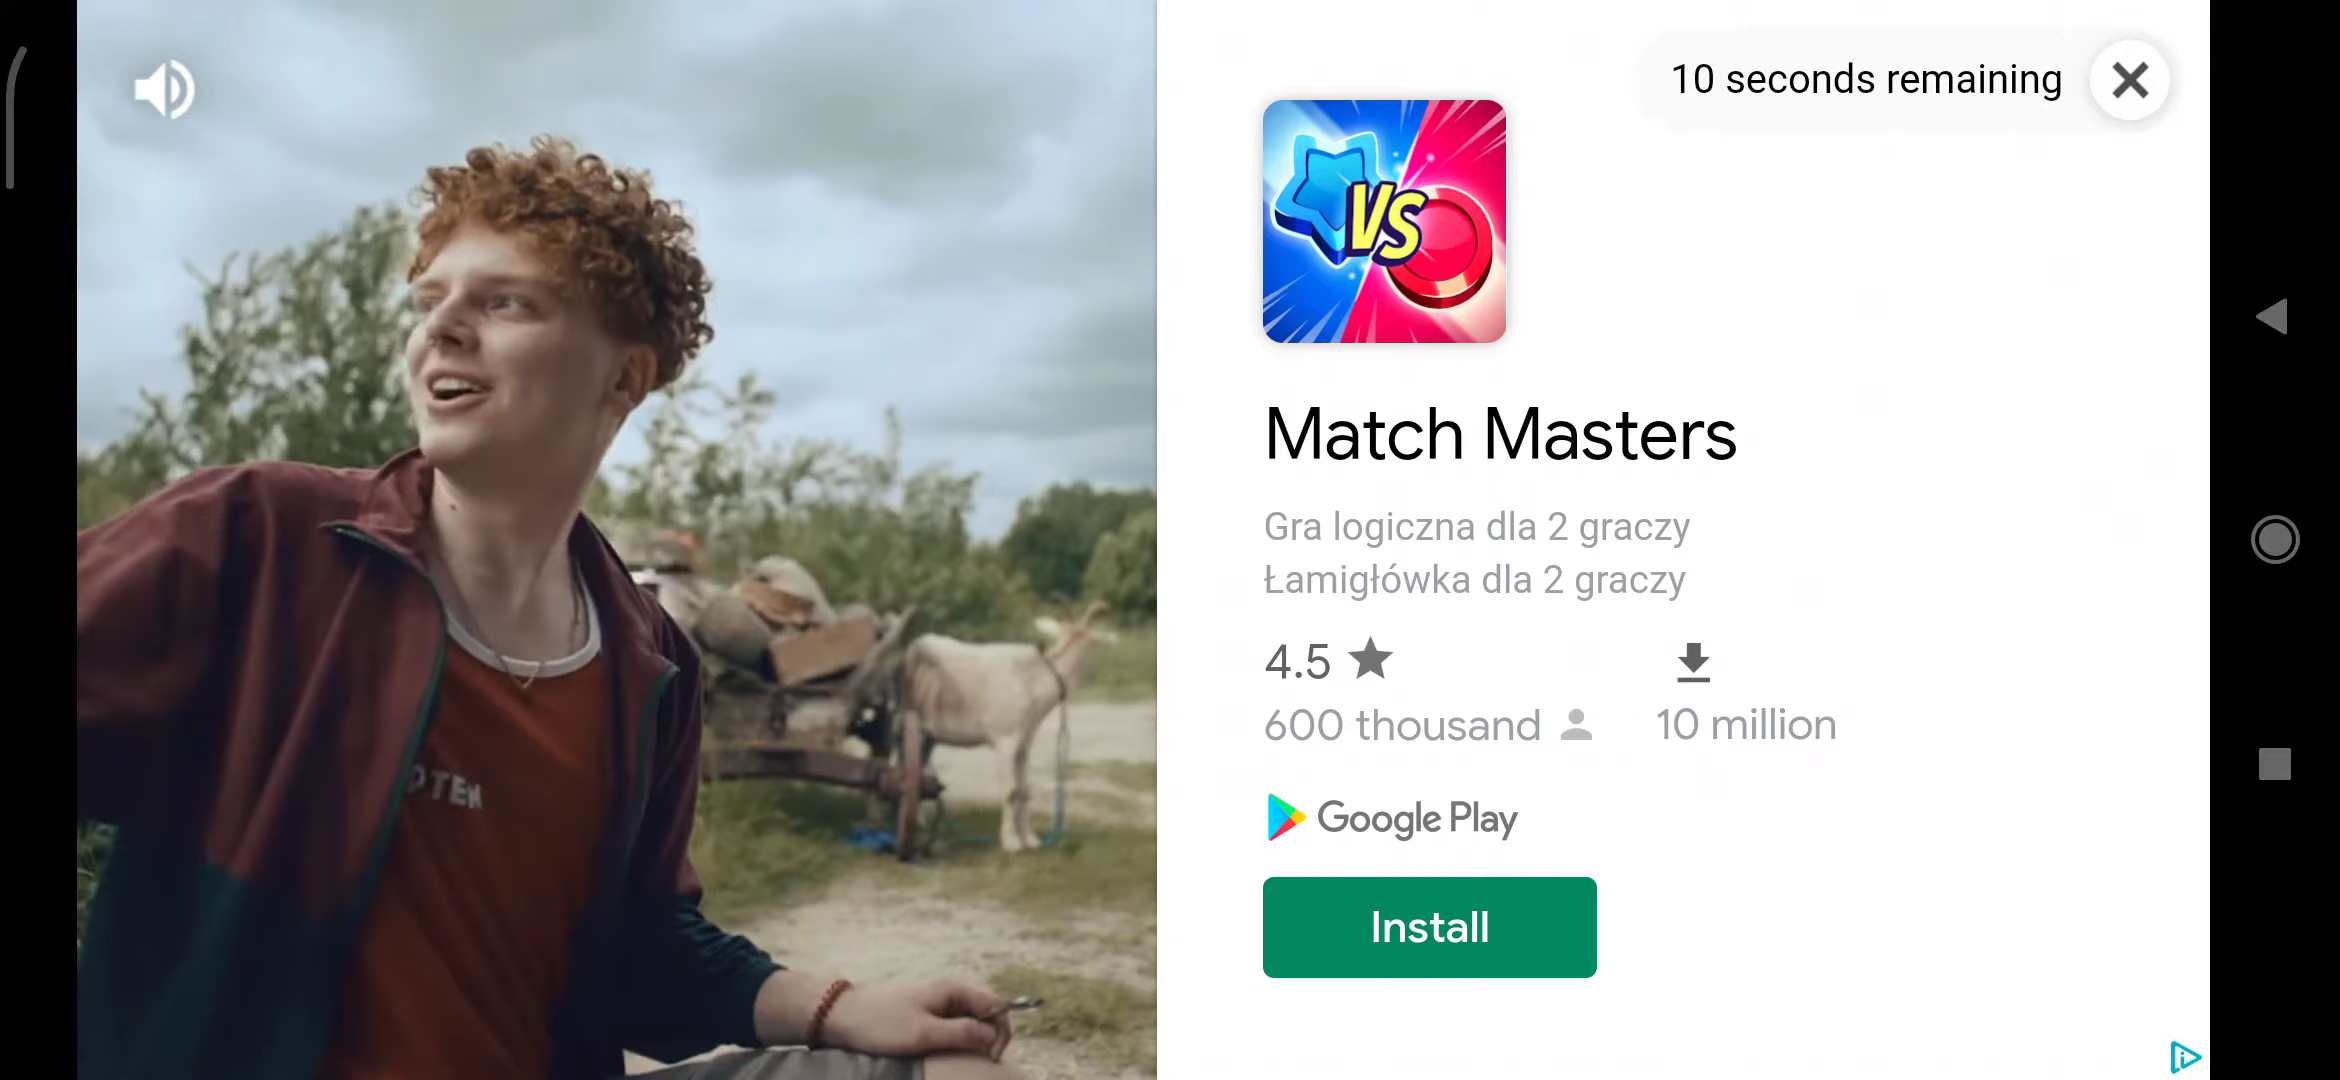 10 seconds remaining
VS
Match Masters
Gra logiczna dla 2 graczy
Łamigłówka dla 2 graczy
4.5
600 thousand
10 million
Google Play
Install